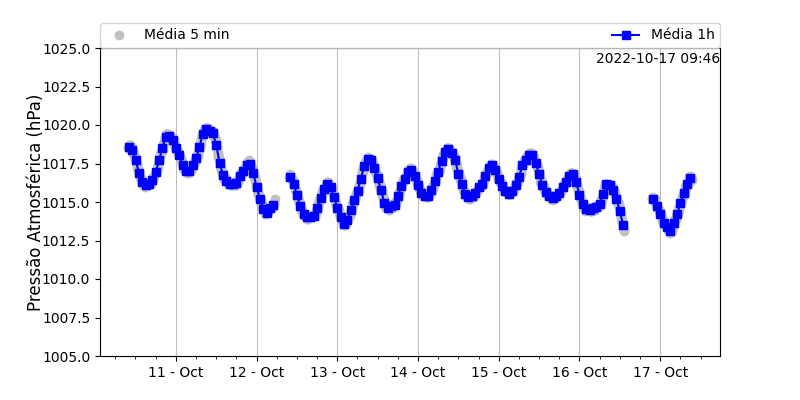 Média 5 min
Média 1h
2022-10-17 09:46
Pressão Atmosférica (hPa)
1025.0
1022.5
1020.0
1017.5
1015.0
1012.5
1010.0
1007.5
1005.0
11 - Oct
12 - Oct
13 - Oct
14 - Oct
15 - Oct
16 - Oct
17 - Oct